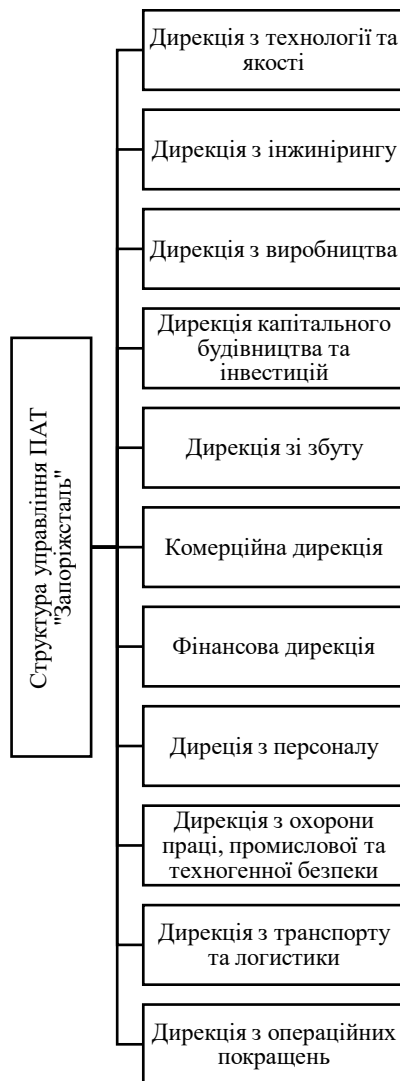 Структура управління ПАТ
"Запоріжсталь"
Дирекція з технології та
якості
Дирекція з інжинірингу
Дирекція з виробництва
Дирекція капітального
будівництва та
інвестицій
Дирекція зі збуту
Комерційна дирекція
Фінансова дирекція
Диреція з персоналу
Дирекція з охорони
праці, промислової та
техногенної безпеки
Дирекція з транспорту
та логистики
Дирекція з операційних
покращень